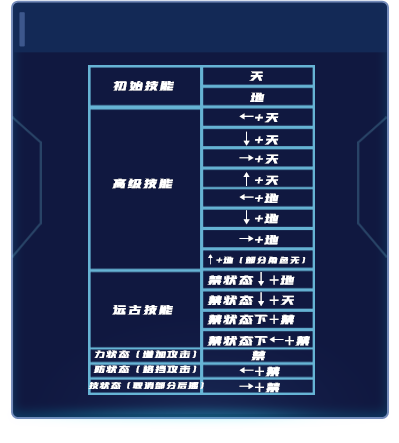 初始技能
天
地
高级技能
←+天
↓+天
→+天
↑+天
←+地
↓+地
→+地
↑+地（部分角色无）
远古技能
禁状态↓+地
禁状态↓+天
禁状态下+禁
禁状态下←+禁
力状态（增加攻击）
禁
防状态（格挡攻击）
←+禁
技状态（取消部分后摇）
→+禁